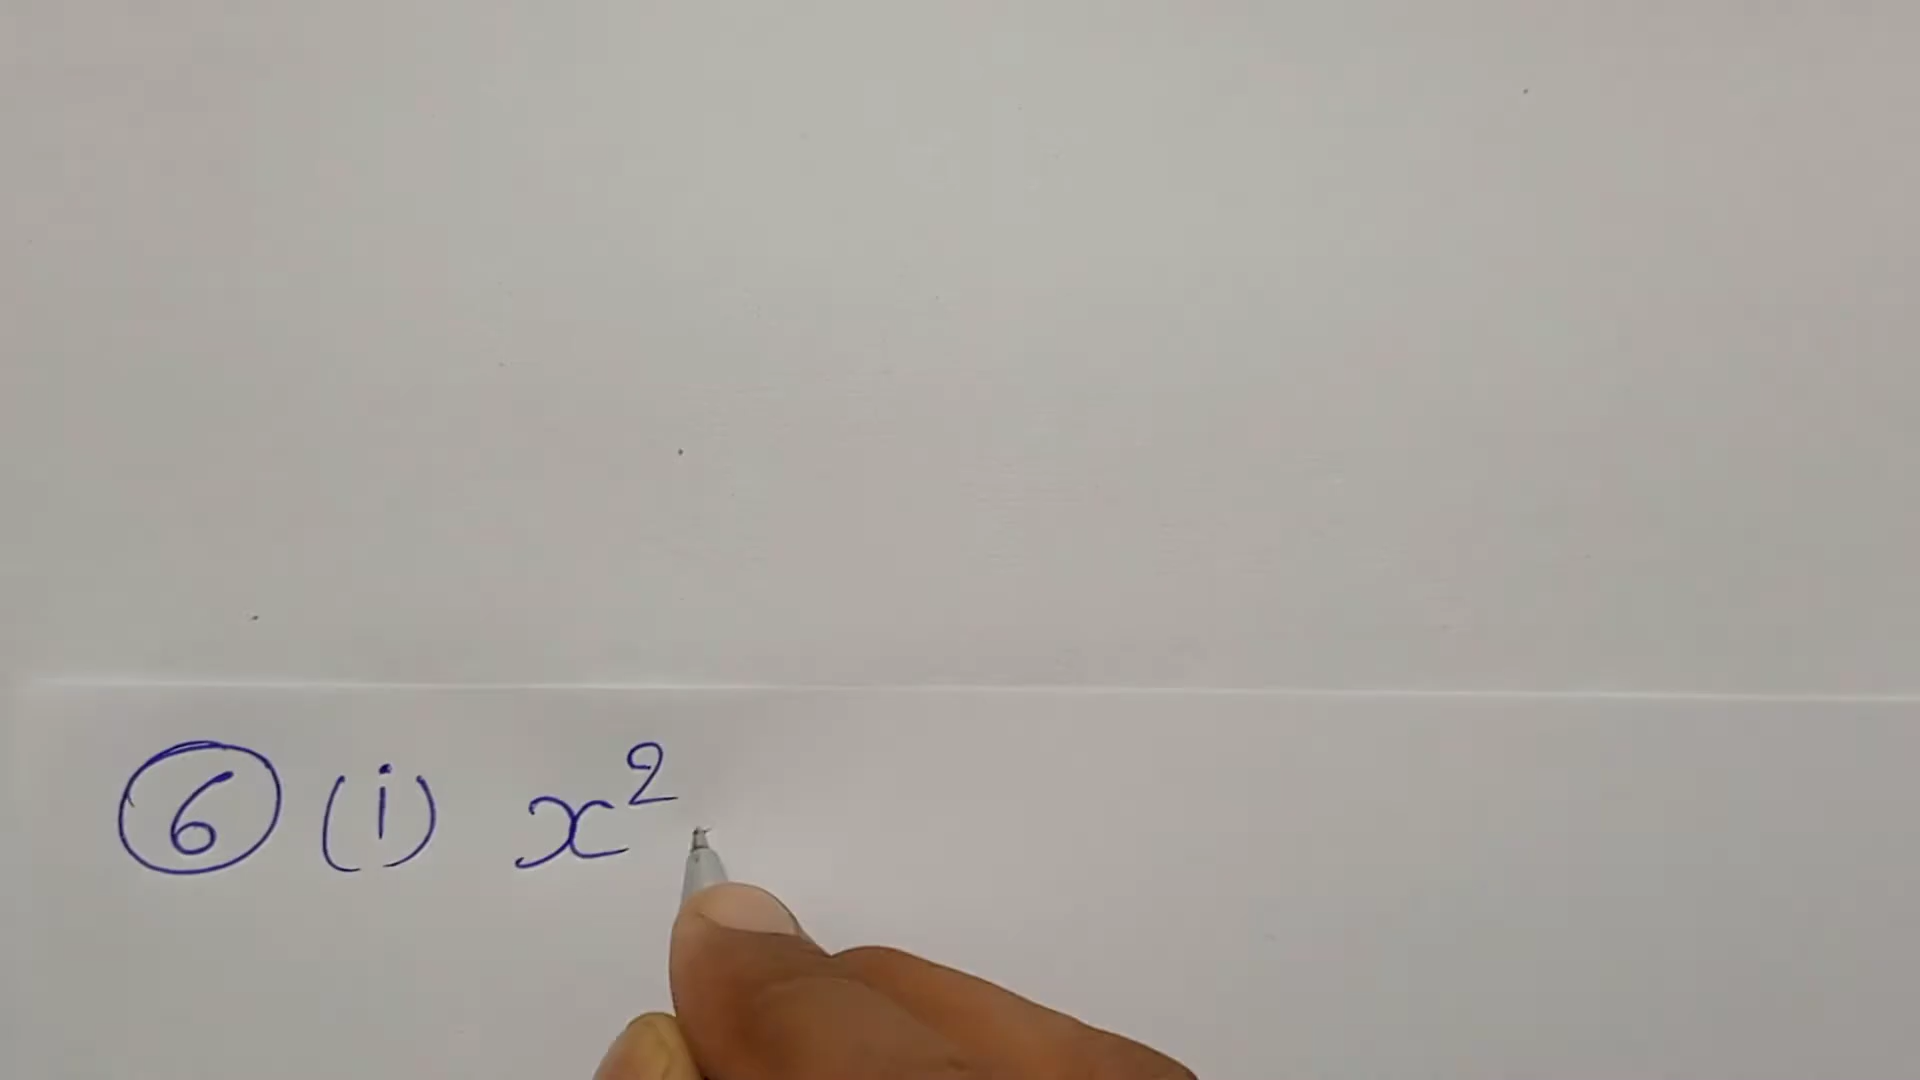 ⑥ (i) x²